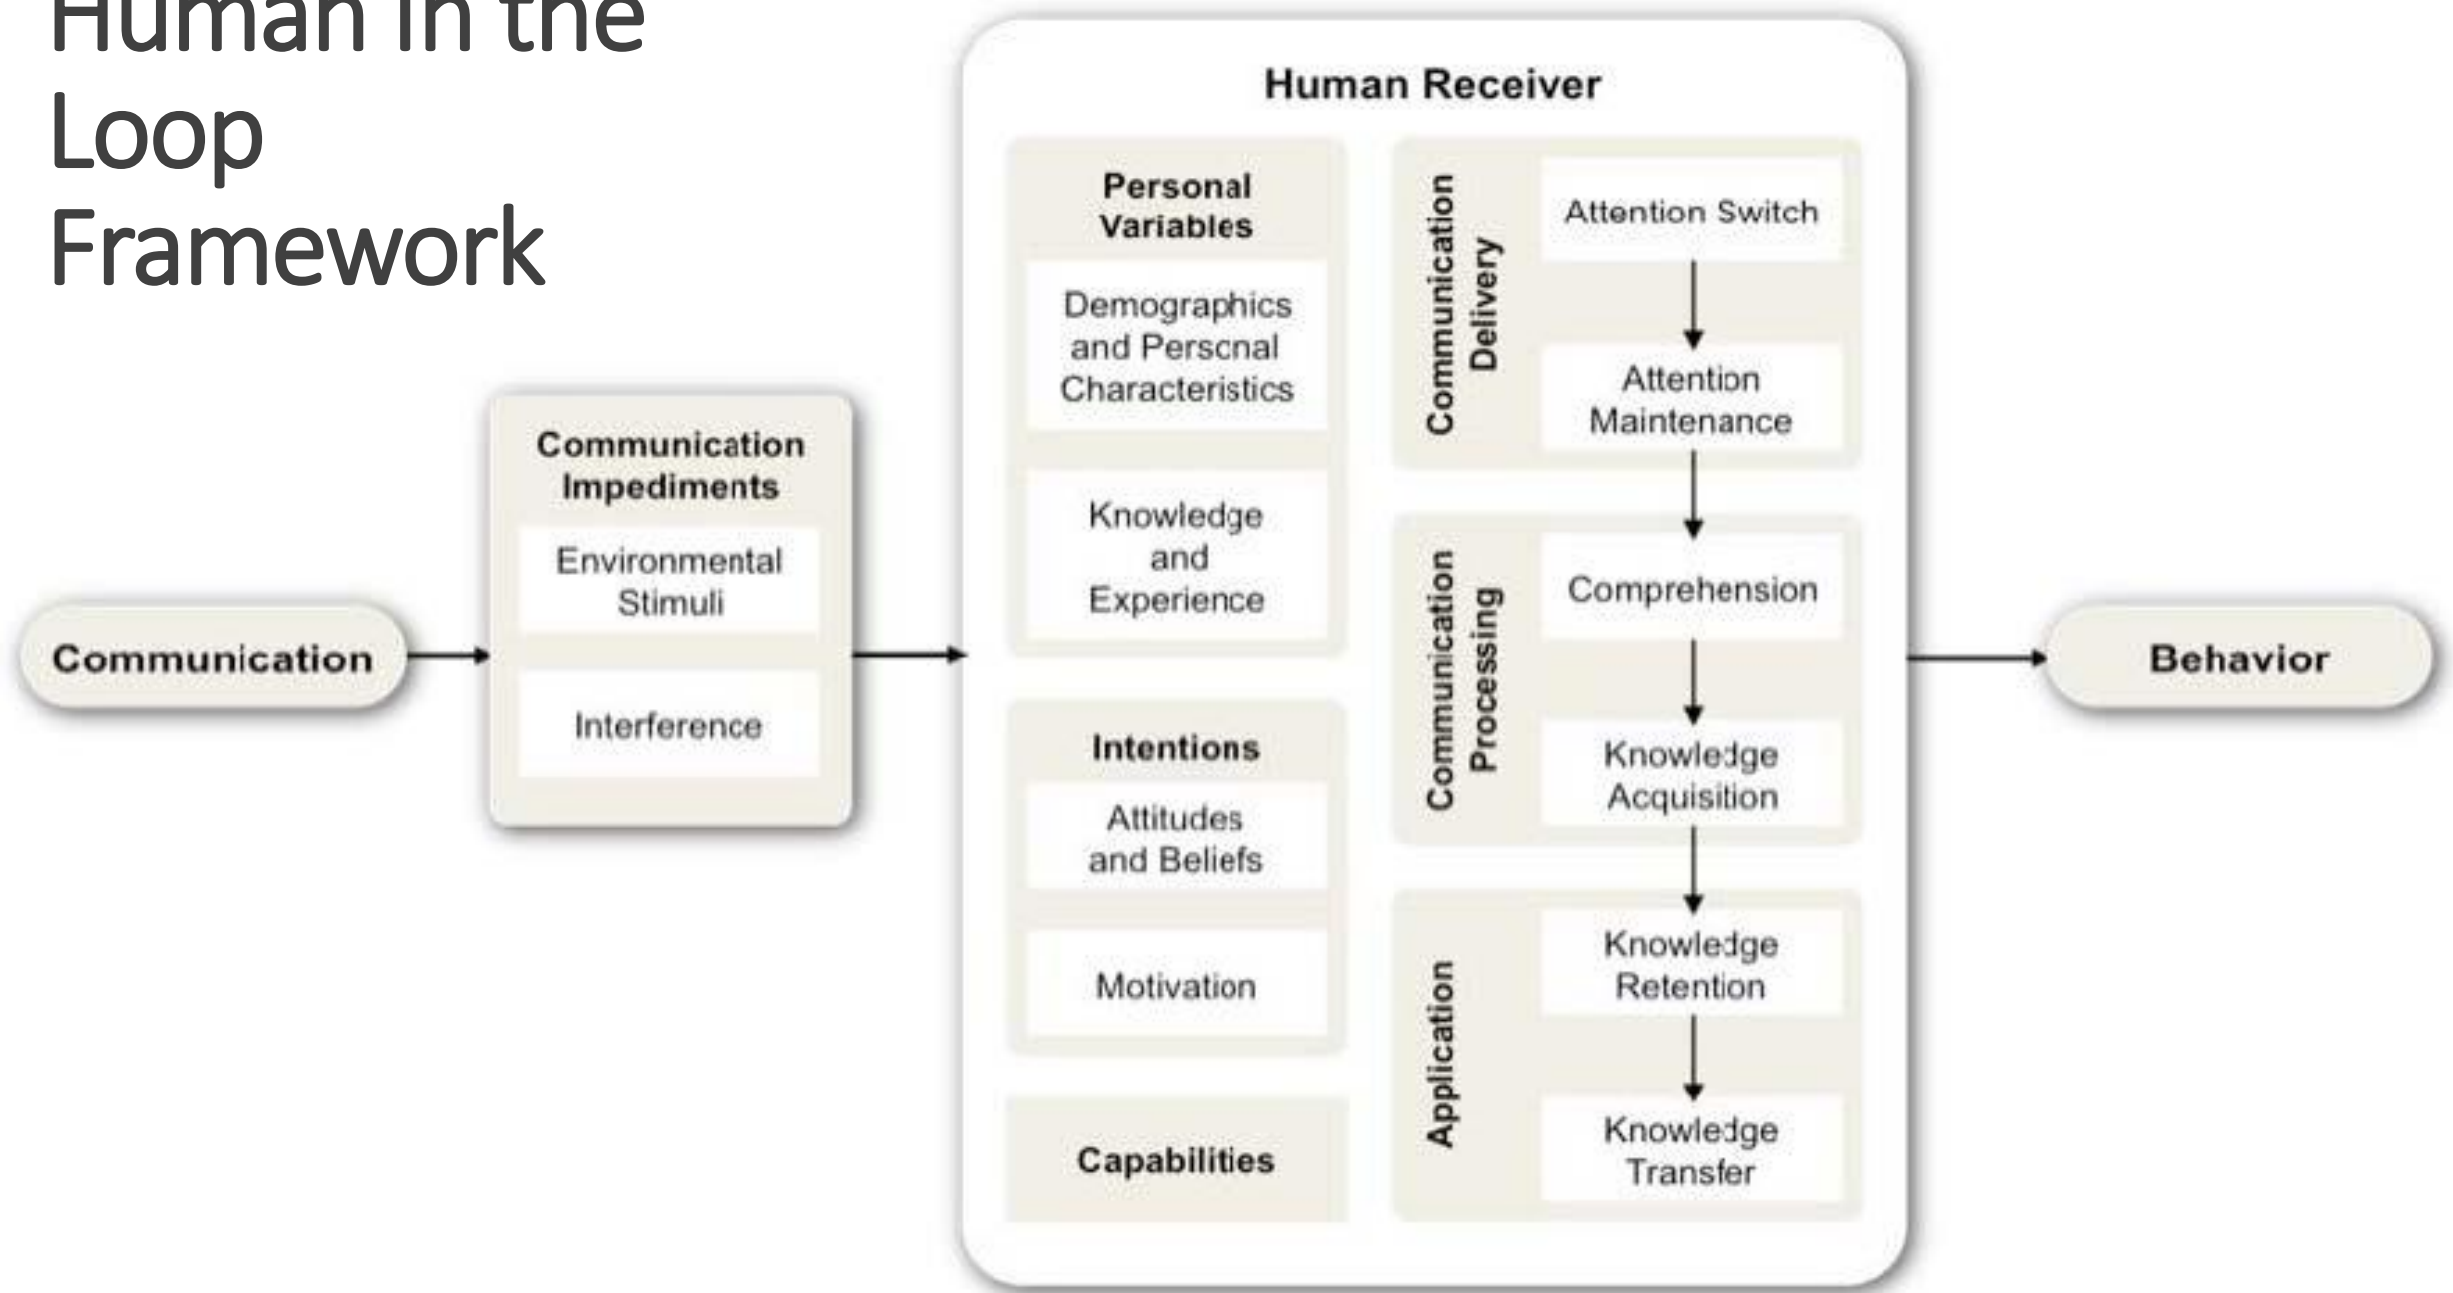 Human in the
Loop
Framework
Communication
Communication
Impediments
Environmental
Stimuli
Interference
Human Receiver
Personal
Variables
Demographics
and Personal
Characteristics
Knowledge
and
Experience
Intentions
Attitudes
and Beliefs
Motivation
Capabilities
Communication
Delivery
Attention Switch
Attention
Maintenance
Communication
Processing
Comprehension
Knowledge
Acquisition
Application
Knowledge
Retention
Knowledge
Transfer
Behavior